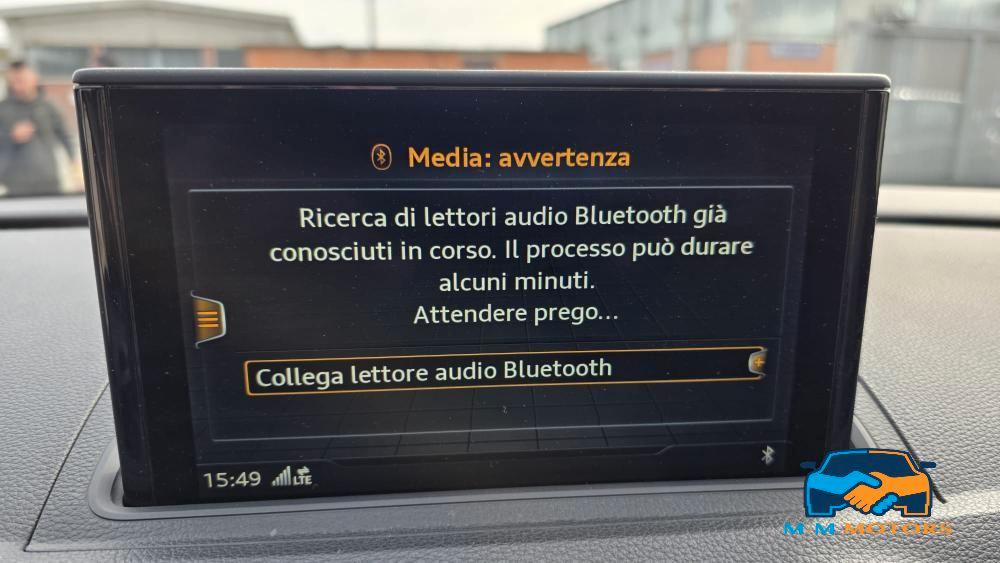 Media: avvertenza
Ricerca di lettori audio Bluetooth già
conosciuti in corso. Il processo può durare
alcuni minuti.
Attendere prego...
Collega lettore audio Bluetooth
15:49 LTE
M M MOTORS